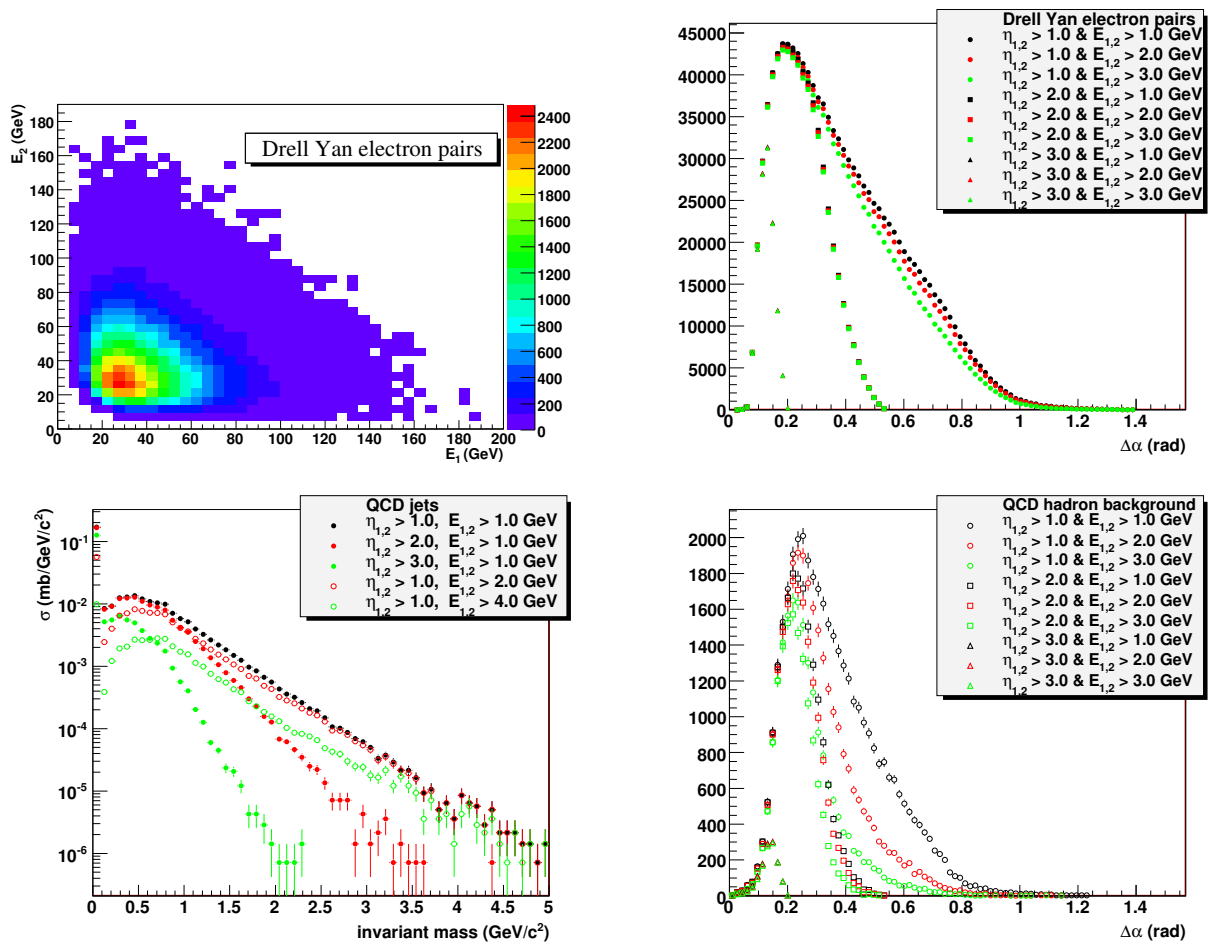 E₂ (GeV)
180
160
140
120
100
80
60
40
20
0
0 20 40 60 80 100 120 140 160 180 200
E₁ (GeV)
Drell Yan electron pairs
2400
2200
2000
1800
1600
1400
1200
1000
800
600
400
200
0
45000
40000
35000
30000
25000
20000
15000
10000
5000
0
0 0.2 0.4 0.6 0.8 1 1.2 1.4
Δα (rad)
Drell Yan electron pairs
η₁,₂ > 1.0 & E₁,₂ > 1.0 GeV
η₁,₂ > 1.0 & E₁,₂ > 2.0 GeV
η₁,₂ > 1.0 & E₁,₂ > 3.0 GeV
η₁,₂ > 2.0 & E₁,₂ > 1.0 GeV
η₁,₂ > 2.0 & E₁,₂ > 2.0 GeV
η₁,₂ > 2.0 & E₁,₂ > 3.0 GeV
η₁,₂ > 3.0 & E₁,₂ > 1.0 GeV
η₁,₂ > 3.0 & E₁,₂ > 2.0 GeV
η₁,₂ > 3.0 & E₁,₂ > 3.0 GeV
σ (mb/GeV/c²)
10⁻¹
10⁻²
10⁻³
10⁻⁴
10⁻⁵
10⁻⁶
0 0.5 1 1.5 2 2.5 3 3.5 4 4.5 5
invariant mass (GeV/c²)
QCD jets
η₁,₂ > 1.0, E₁,₂ > 1.0 GeV
η₁,₂ > 2.0, E₁,₂ > 1.0 GeV
η₁,₂ > 3.0, E₁,₂ > 1.0 GeV
η₁,₂ > 1.0, E₁,₂ > 2.0 GeV
η₁,₂ > 1.0, E₁,₂ > 4.0 GeV
2000
1800
1600
1400
1200
1000
800
600
400
200
0
0 0.2 0.4 0.6 0.8 1 1.2 1.4
Δα (rad)
QCD hadron background
η₁,₂ > 1.0 & E₁,₂ > 1.0 GeV
η₁,₂ > 1.0 & E₁,₂ > 2.0 GeV
η₁,₂ > 1.0 & E₁,₂ > 3.0 GeV
η₁,₂ > 2.0 & E₁,₂ > 1.0 GeV
η₁,₂ > 2.0 & E₁,₂ > 2.0 GeV
η₁,₂ > 2.0 & E₁,₂ > 3.0 GeV
η₁,₂ > 3.0 & E₁,₂ > 1.0 GeV
η₁,₂ > 3.0 & E₁,₂ > 2.0 GeV
η₁,₂ > 3.0 & E₁,₂ > 3.0 GeV